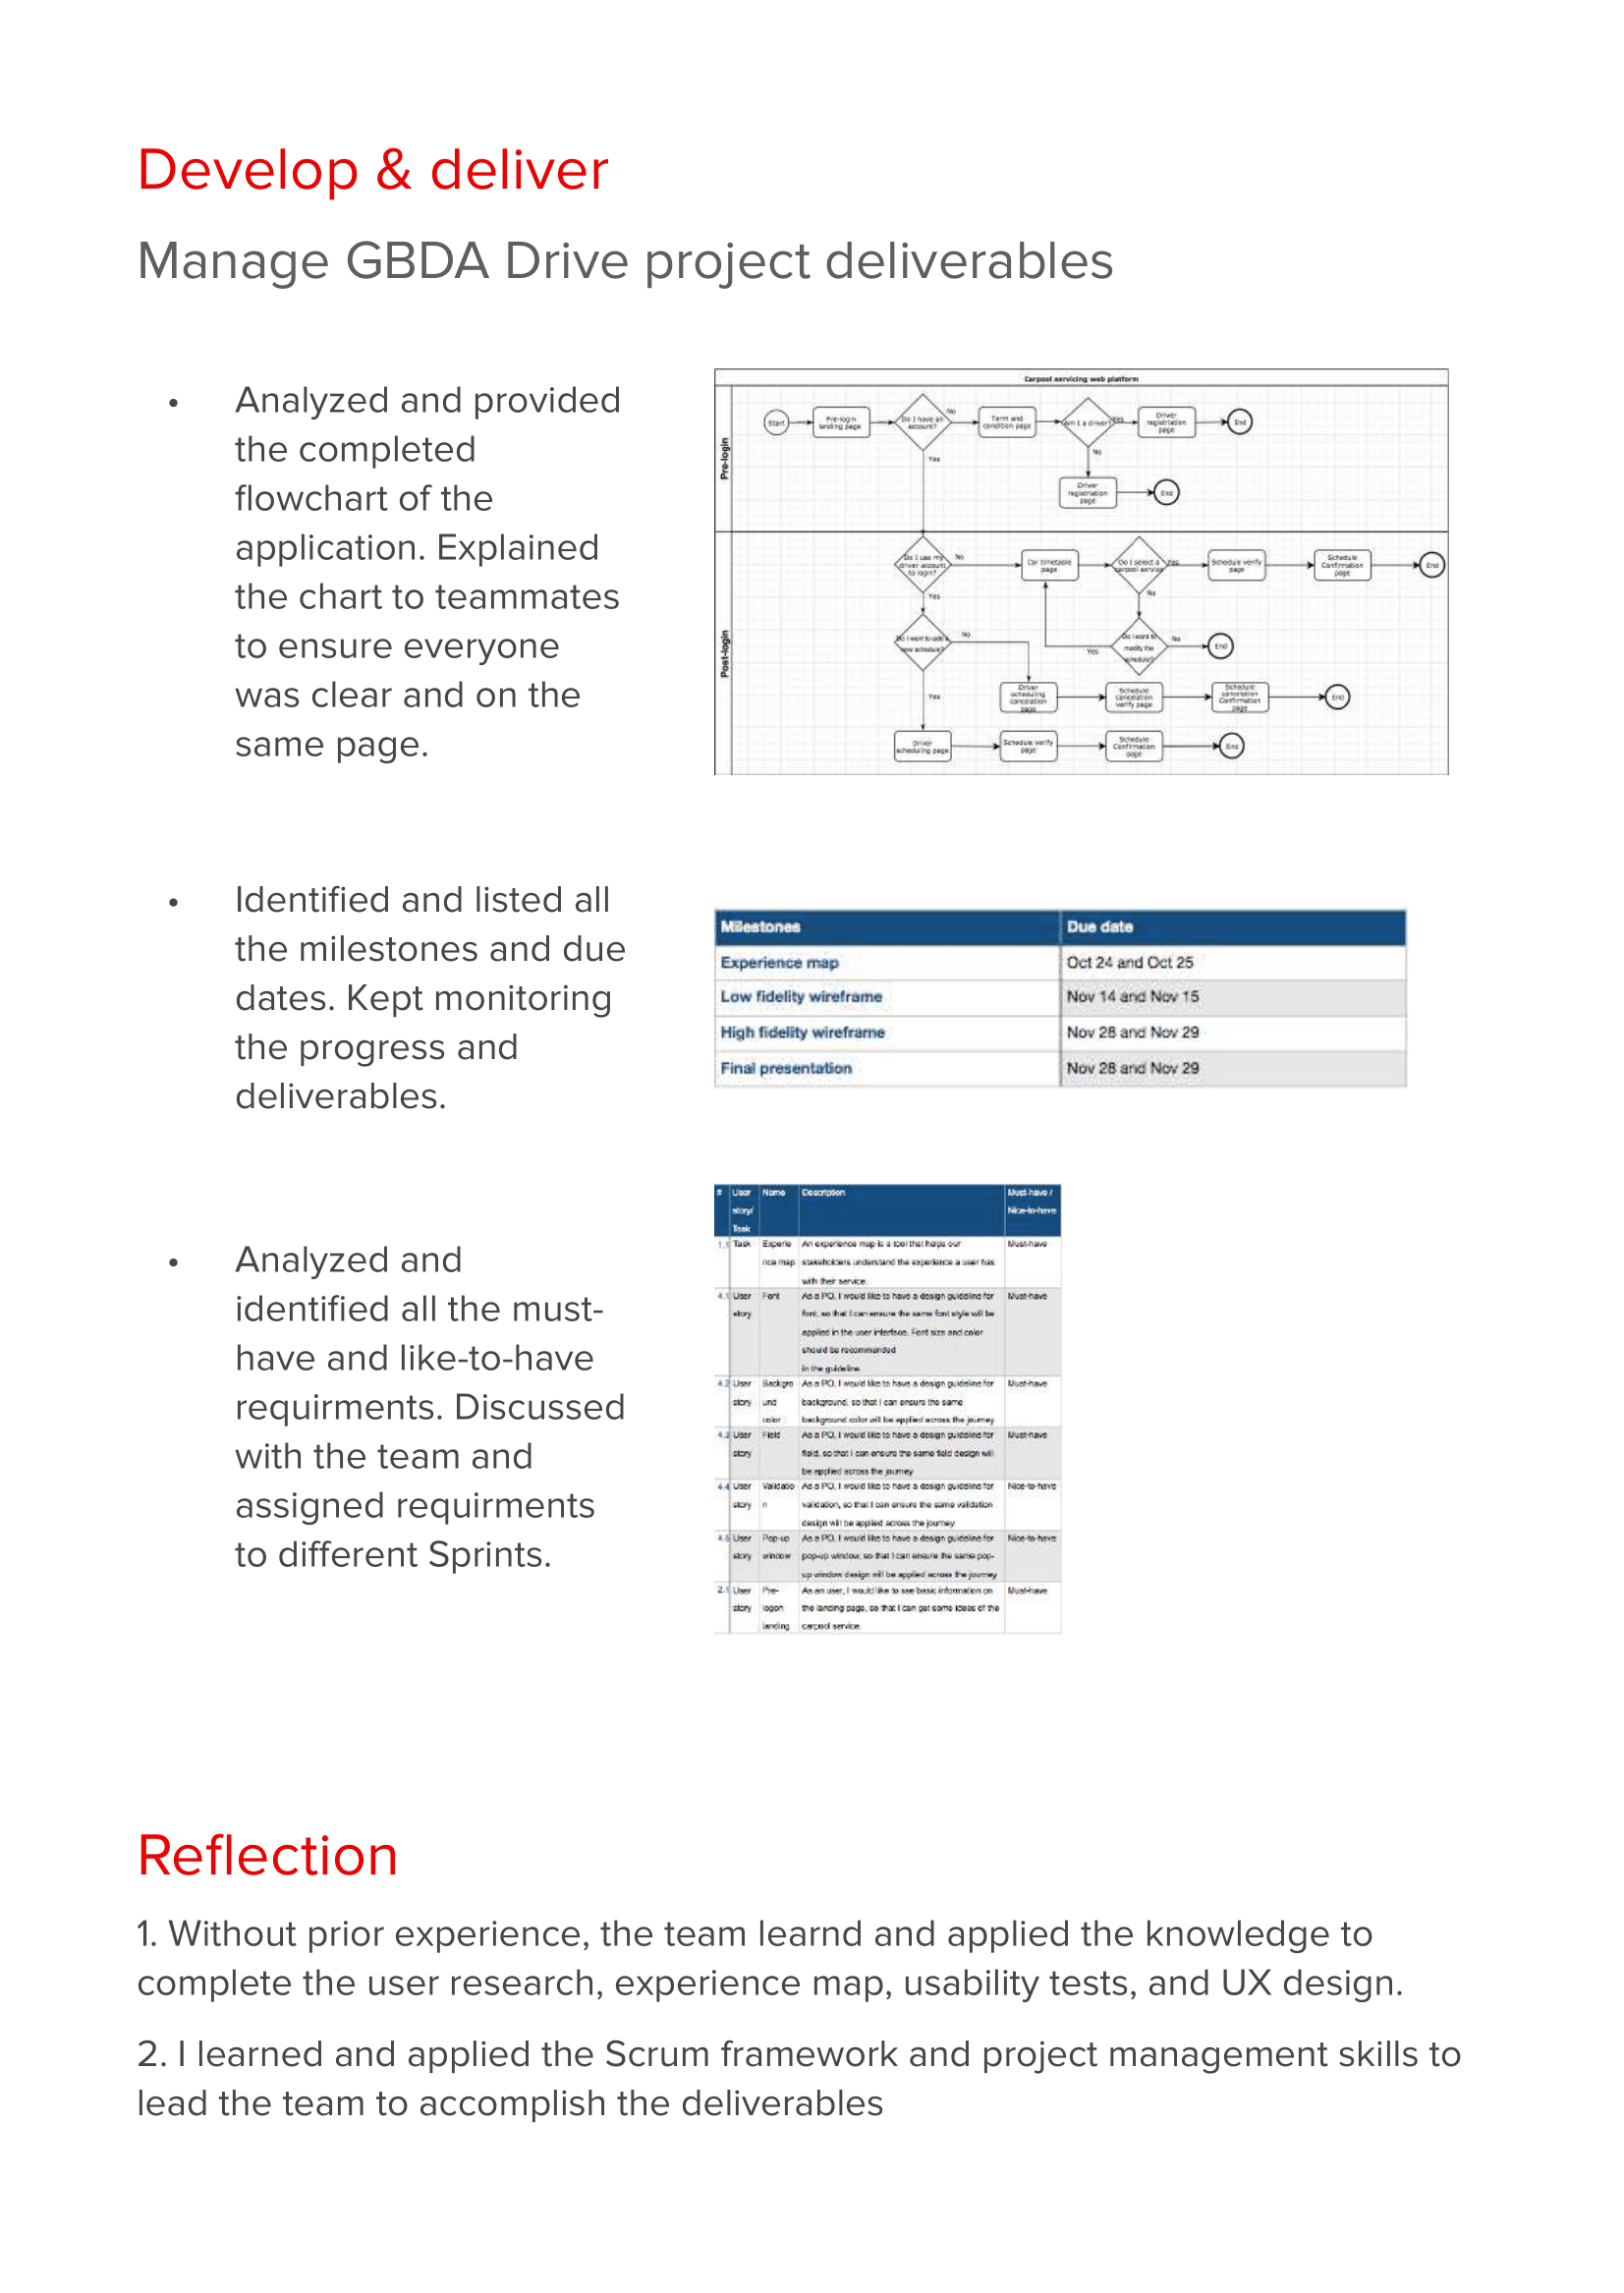 Develop & deliver
Manage GBDA Drive project deliverables
• Analyzed and provided
the completed
flowchart of the
application. Explained
the chart to teammates
to ensure everyone
was clear and on the
same page.
Carpool servicing web platform
Pre-login
Start
Pre-login
landing page
Do I have an
account?
No
Yes
Term and
condition page
Am I a driver?
Yes
No
Driver
registriation
page
End
Driver
registriation
page
End
Post-login
Do I use my
driver account
to login?
No
Yes
Car timetable
page
Do I select a
carpool service
Yes
No
Schedule verify
page
Schedule
Confirmation
page
End
Do I want to add a
new schedule?
No
Yes
Do I want to
modify the
schedule?
No
Yes
End
Driver
scheduling
cancelation
page
Schedule
cancelation
verify page
Schedule
cancelation
Confirmation
page
End
Driver
scheduling page
Schedule verify
page
Schedule
Confirmation
page
End
• Identified and listed all
the milestones and due
dates. Kept monitoring
the progress and
deliverables.
Milestones Due date
Experience map Oct 24 and Oct 25
Low fidelity wireframe Nov 14 and Nov 15
High fidelity wireframe Nov 28 and Nov 29
Final presentation Nov 28 and Nov 29
• Analyzed and
identified all the must-
have and like-to-have
requirments. Discussed
with the team and
assigned requirments
to different Sprints.
# User Name Description Must-have /
story/ Nice-to-have
Task
1.1 Task Experie An experience map is a tool that helps our Must-have
nce map stakeholders understand the experience a user has
with their service.
4.1 User Font As a PO, I would like to have a design guideline for Must-have
story font, so that I can ensure the same font style will be
applied in the user interface. Font size and color
should be recommended
in the guideline.
4.2 User Backgro As a PO, I would like to have a design guideline for Must-have
story und background, so that I can ensure the same
color background color will be applied across the journey
4.3 User Field As a PO, I would like to have a design guideline for Must-have
story field, so that I can ensure the same field design will
be applied across the journey
4.4 User Validatio As a PO, I would like to have a design guideline for Nice-to-have
story n validation, so that I can ensure the same validation
design will be applied across the journey
4.5 User Pop-up As a PO, I would like to have a design guideline for Nice-to-have
story window pop-up window, so that I can ensure the same pop-
up window design will be applied across the journey
2.1 User Pre- As an user, I would like to see basic information on Must-have
story logon the landing page, so that I can get some ideas of the
landing carpool service.
Reflection
1. Without prior experience, the team learnd and applied the knowledge to
complete the user research, experience map, usability tests, and UX design.
2. I learned and applied the Scrum framework and project management skills to
lead the team to accomplish the deliverables